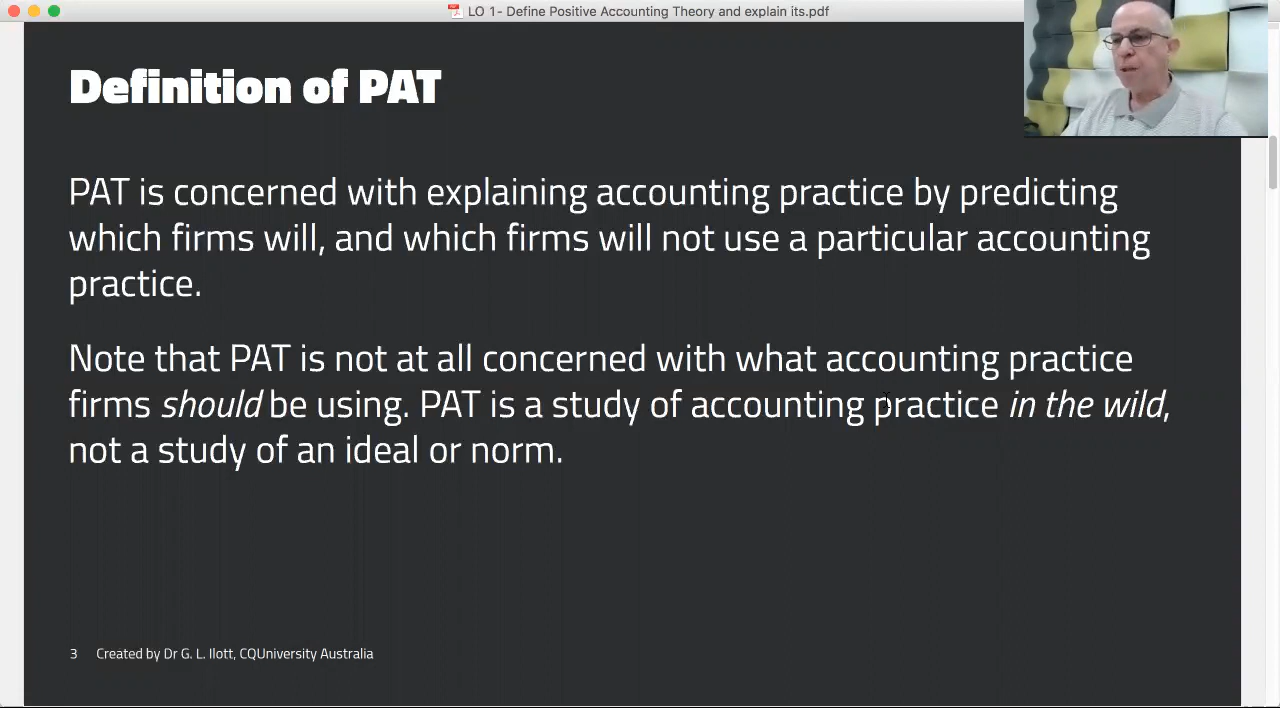 LO 1- Define Positive Accounting Theory and explain its.pdf
Definition of PAT
PAT is concerned with explaining accounting practice by predicting
which firms will, and which firms will not use a particular accounting
practice.
Note that PAT is not at all concerned with what accounting practice
firms should be using. PAT is a study of accounting practice in the wild,
not a study of an ideal or norm.
3 Created by Dr G. L. Ilott, CQUniversity Australia